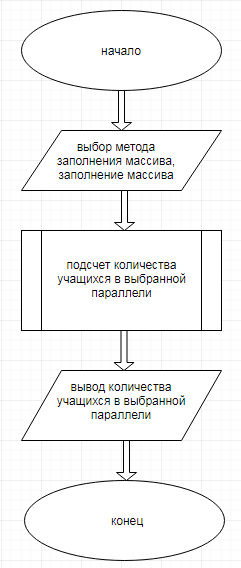 начало
выбор метода
заполнения массива,
заполнение массива
подсчет количества
учащихся в выбранной
параллели
вывод количества
учащихся в выбранной
параллели
конец